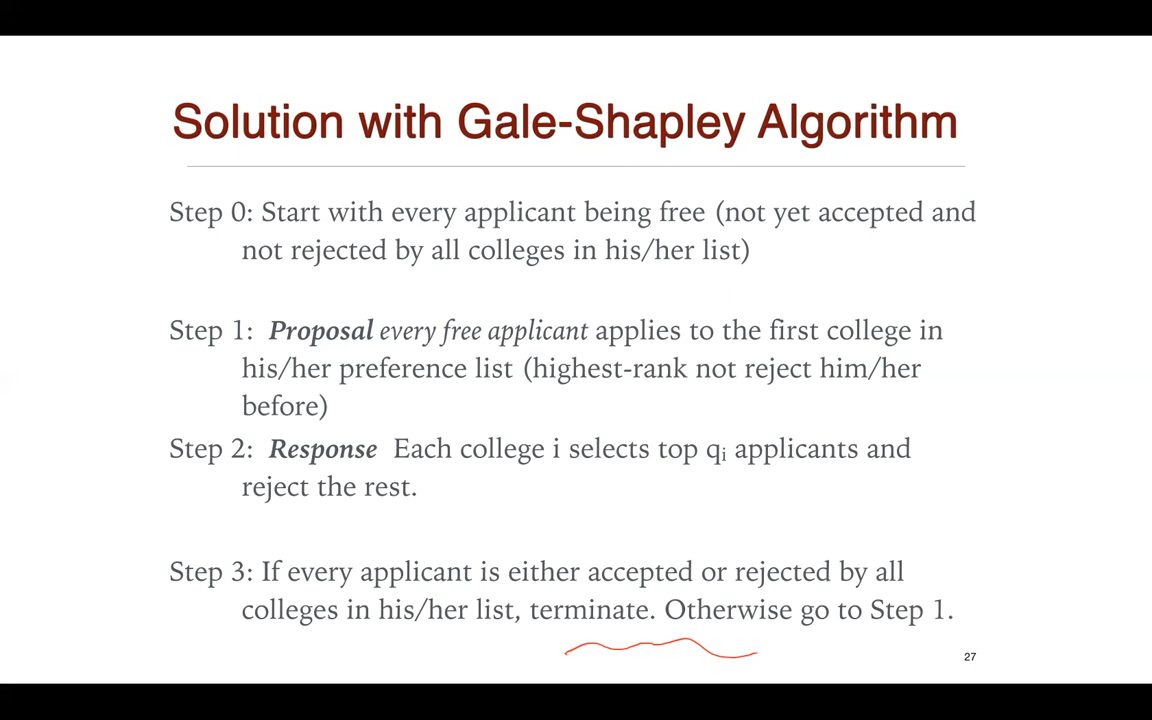 Solution with Gale-Shapley Algorithm
Step 0: Start with every applicant being free (not yet accepted and
not rejected by all colleges in his/her list)
Step 1: Proposal every free applicant applies to the first college in
his/her preference list (highest-rank not reject him/her
before)
Step 2: Response Each college i selects top qᵢ applicants and
reject the rest.
Step 3: If every applicant is either accepted or rejected by all
colleges in his/her list, terminate. Otherwise go to Step 1.
27